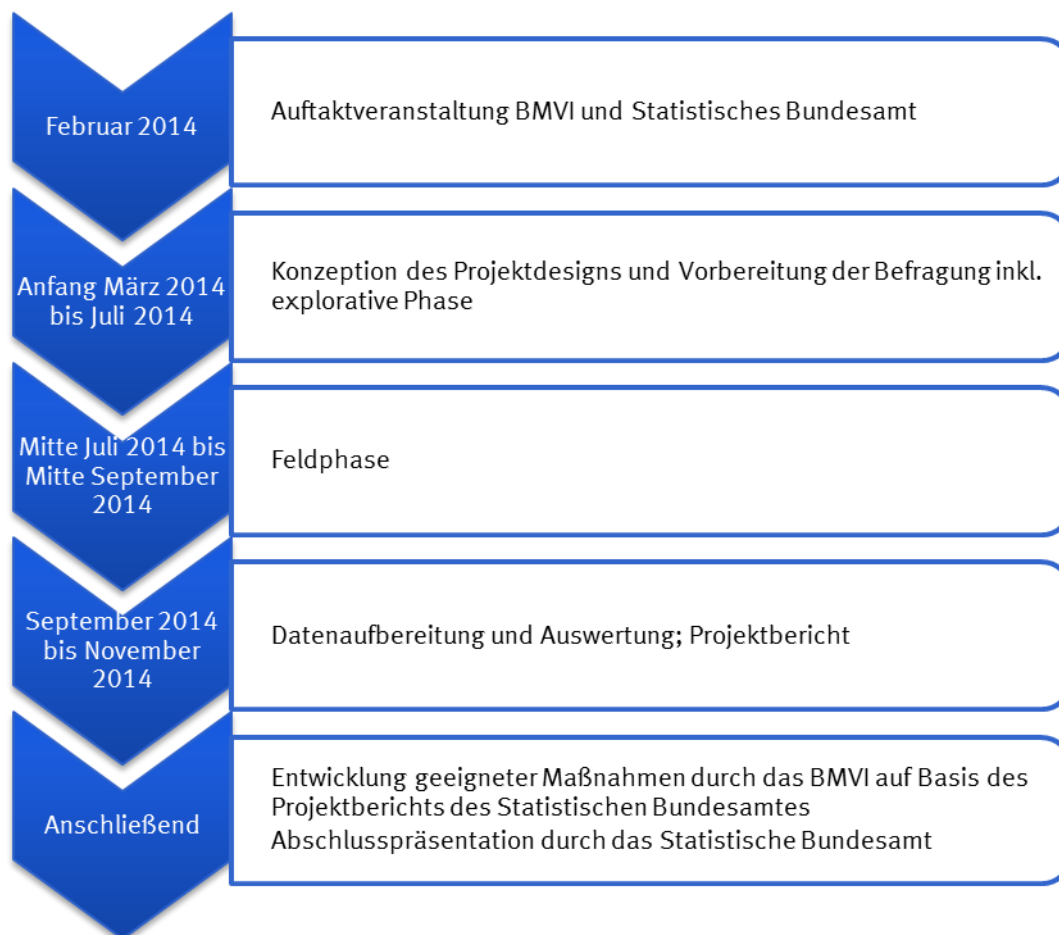 Februar 2014
Auftaktveranstaltung BMVI und Statistisches Bundesamt
Anfang März 2014
bis Juli 2014
Konzeption des Projektdesigns und Vorbereitung der Befragung inkl.
explorative Phase
Mitte Juli 2014 bis
Mitte September
2014
Feldphase
September 2014
bis November
2014
Datenaufbereitung und Auswertung; Projektbericht
Anschließend
Entwicklung geeigneter Maßnahmen durch das BMVI auf Basis des
Projektberichts des Statistischen Bundesamtes
Abschlusspräsentation durch das Statistische Bundesamt